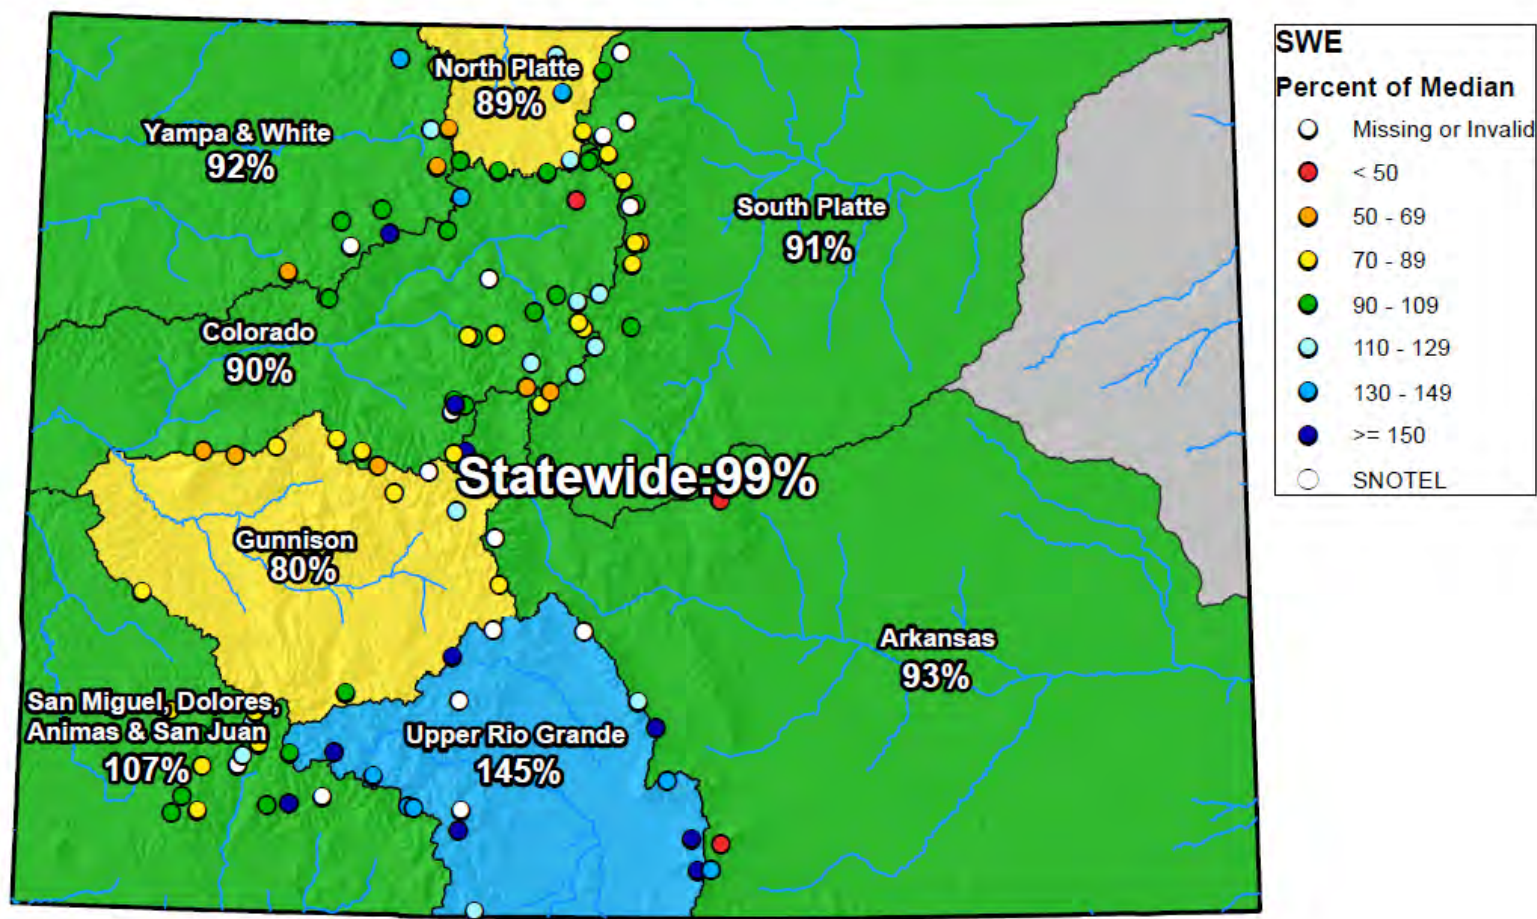 North Platte
89%
Yampa & White
92%
South Platte
91%
Colorado
90%
Statewide:99%
Gunnison
80%
Arkansas
93%
San Miguel, Dolores,
Animas & San Juan
107%
Upper Rio Grande
145%
SWE
Percent of Median
Missing or Invalid
< 50
50 - 69
70 - 89
90 - 109
110 - 129
130 - 149
>= 150
SNOTEL